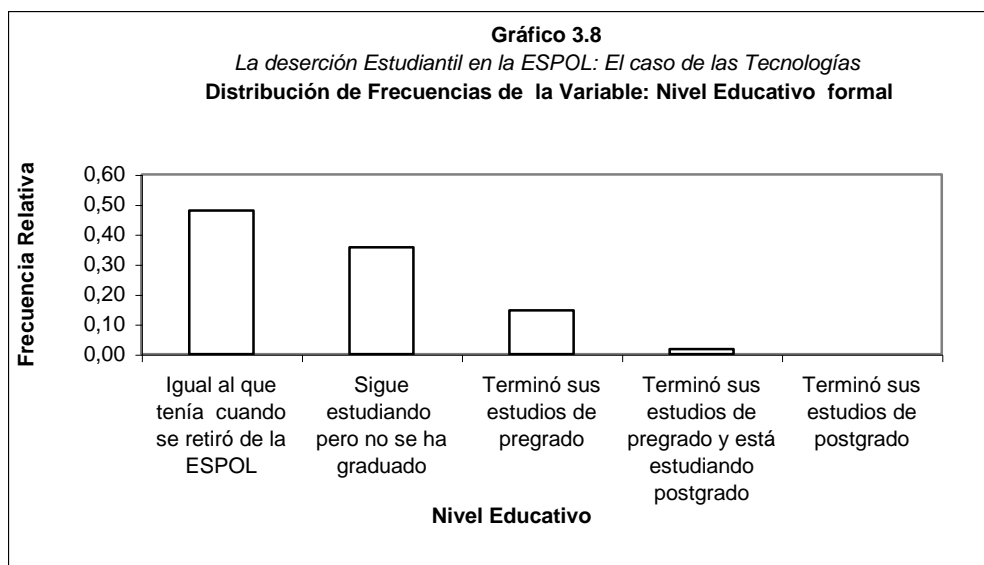 Gráfico 3.8
La deserción Estudiantil en la ESPOL: El caso de las Tecnologías
Distribución de Frecuencias de la Variable: Nivel Educativo formal
Frecuencia Relativa
0,60
0,50
0,40
0,30
0,20
0,10
0,00
Igual al que
tenía cuando
se retiró de la
ESPOL
Sigue
estudiando
pero no se ha
graduado
Terminó sus
estudios de
pregrado
Terminó sus
estudios de
pregrado y está
estudiando
postgrado
Terminó sus
estudios de
postgrado
Nivel Educativo